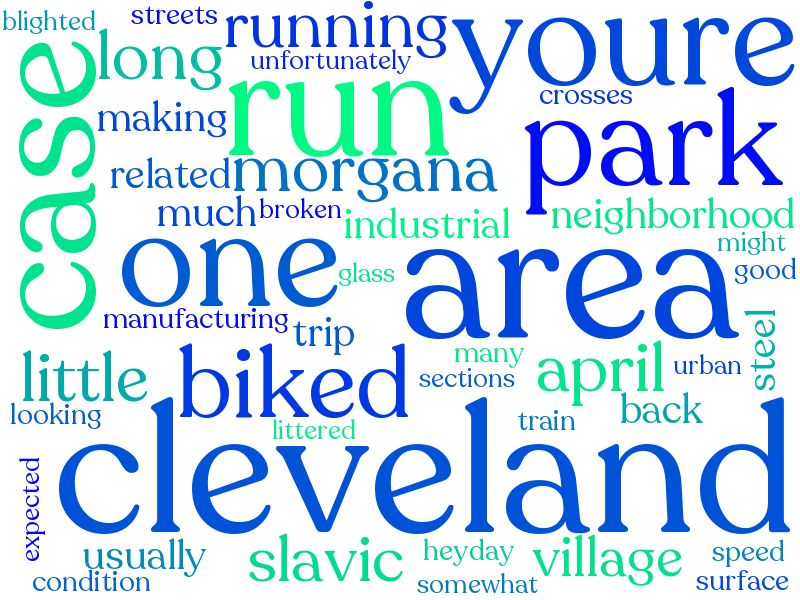 blighted
streets
running
youre
long
unfortunately
case
run
crosses
making
park
related
morgana
much
broken
industrial
neighborhood
one
area
might
glass
good
manufacturing
trip
steel
little
biked
many
april
urban
sections
looking
littered
train
back
cleveland
expected
usually
slavic
heyday
village
speed
condition
somewhat
surface